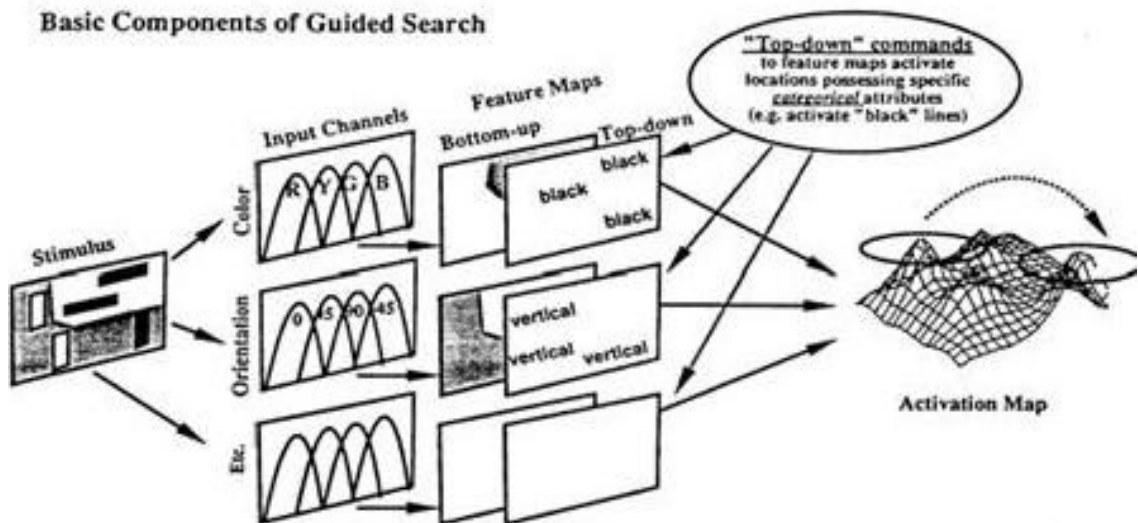 Basic Components of Guided Search
"Top-down" commands
to feature maps activate
locations possessing specific
categorical attributes
(e.g. activate "black" lines)
Feature Maps
Input Channels
Bottom-up
Top-down
Color
R Y G B
black
black
black
Stimulus
Orientation
0 45 90 -45
vertical
vertical
vertical
Etc.
Activation Map